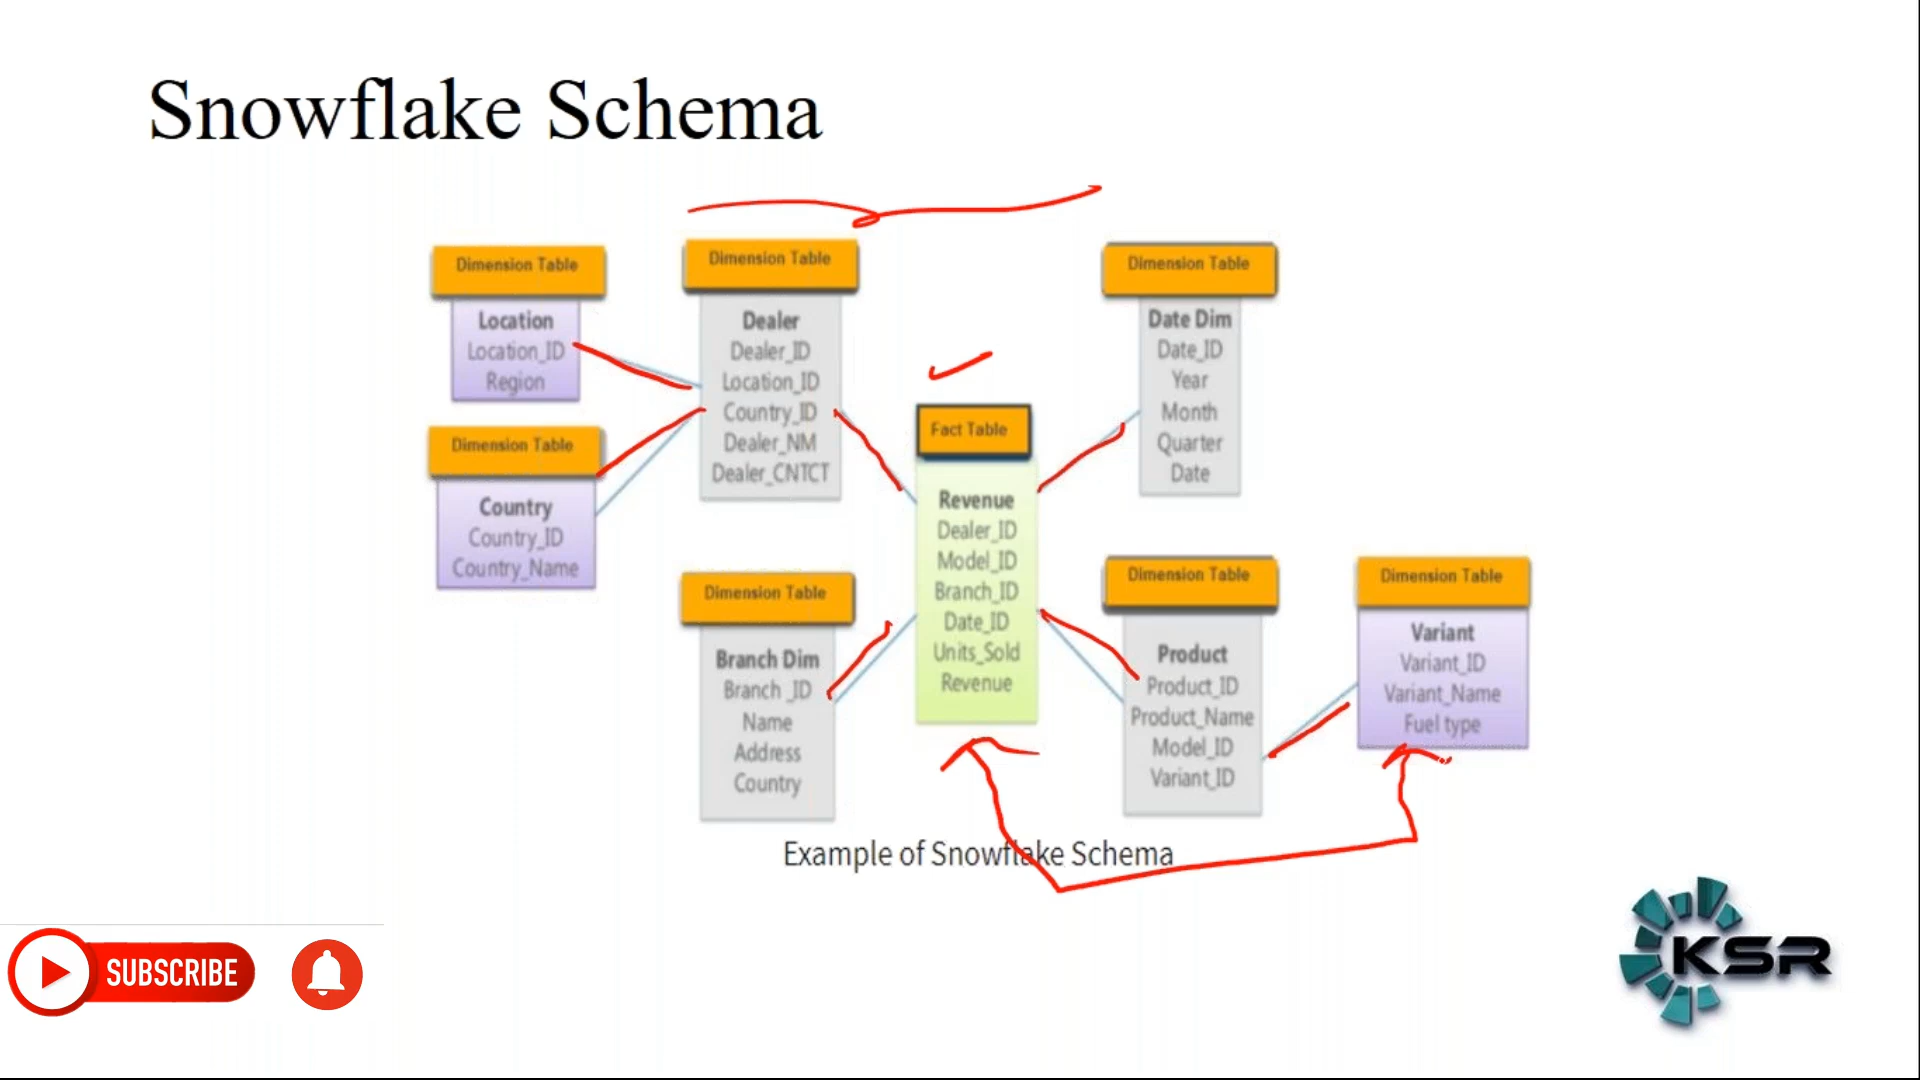 Snowflake Schema
Dimension Table
Location
Location_ID
Region
Dimension Table
Country
Country_ID
Country_Name
Dimension Table
Dealer
Dealer_ID
Location_ID
Country_ID
Dealer_NM
Dealer_CNTCT
Dimension Table
Branch Dim
Branch _ID
Name
Address
Country
Fact Table
Revenue
Dealer_ID
Model_ID
Branch_ID
Date_ID
Units_Sold
Revenue
Dimension Table
Date Dim
Date_ID
Year
Month
Quarter
Date
Dimension Table
Product
Product_ID
Product_Name
Model_ID
Variant_ID
Dimension Table
Variant
Variant_ID
Variant_Name
Fuel type
Example of Snowflake Schema
SUBSCRIBE
KSR